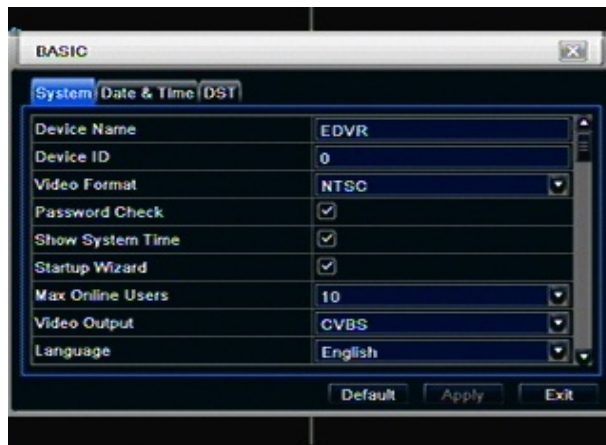 BASIC
System Date & Time DST
Device Name EDVR
Device ID 0
Video Format NTSC
Password Check
Show System Time
Startup Wizard
Max Online Users 10
Video Output CVBS
Language English
Default Apply Exit